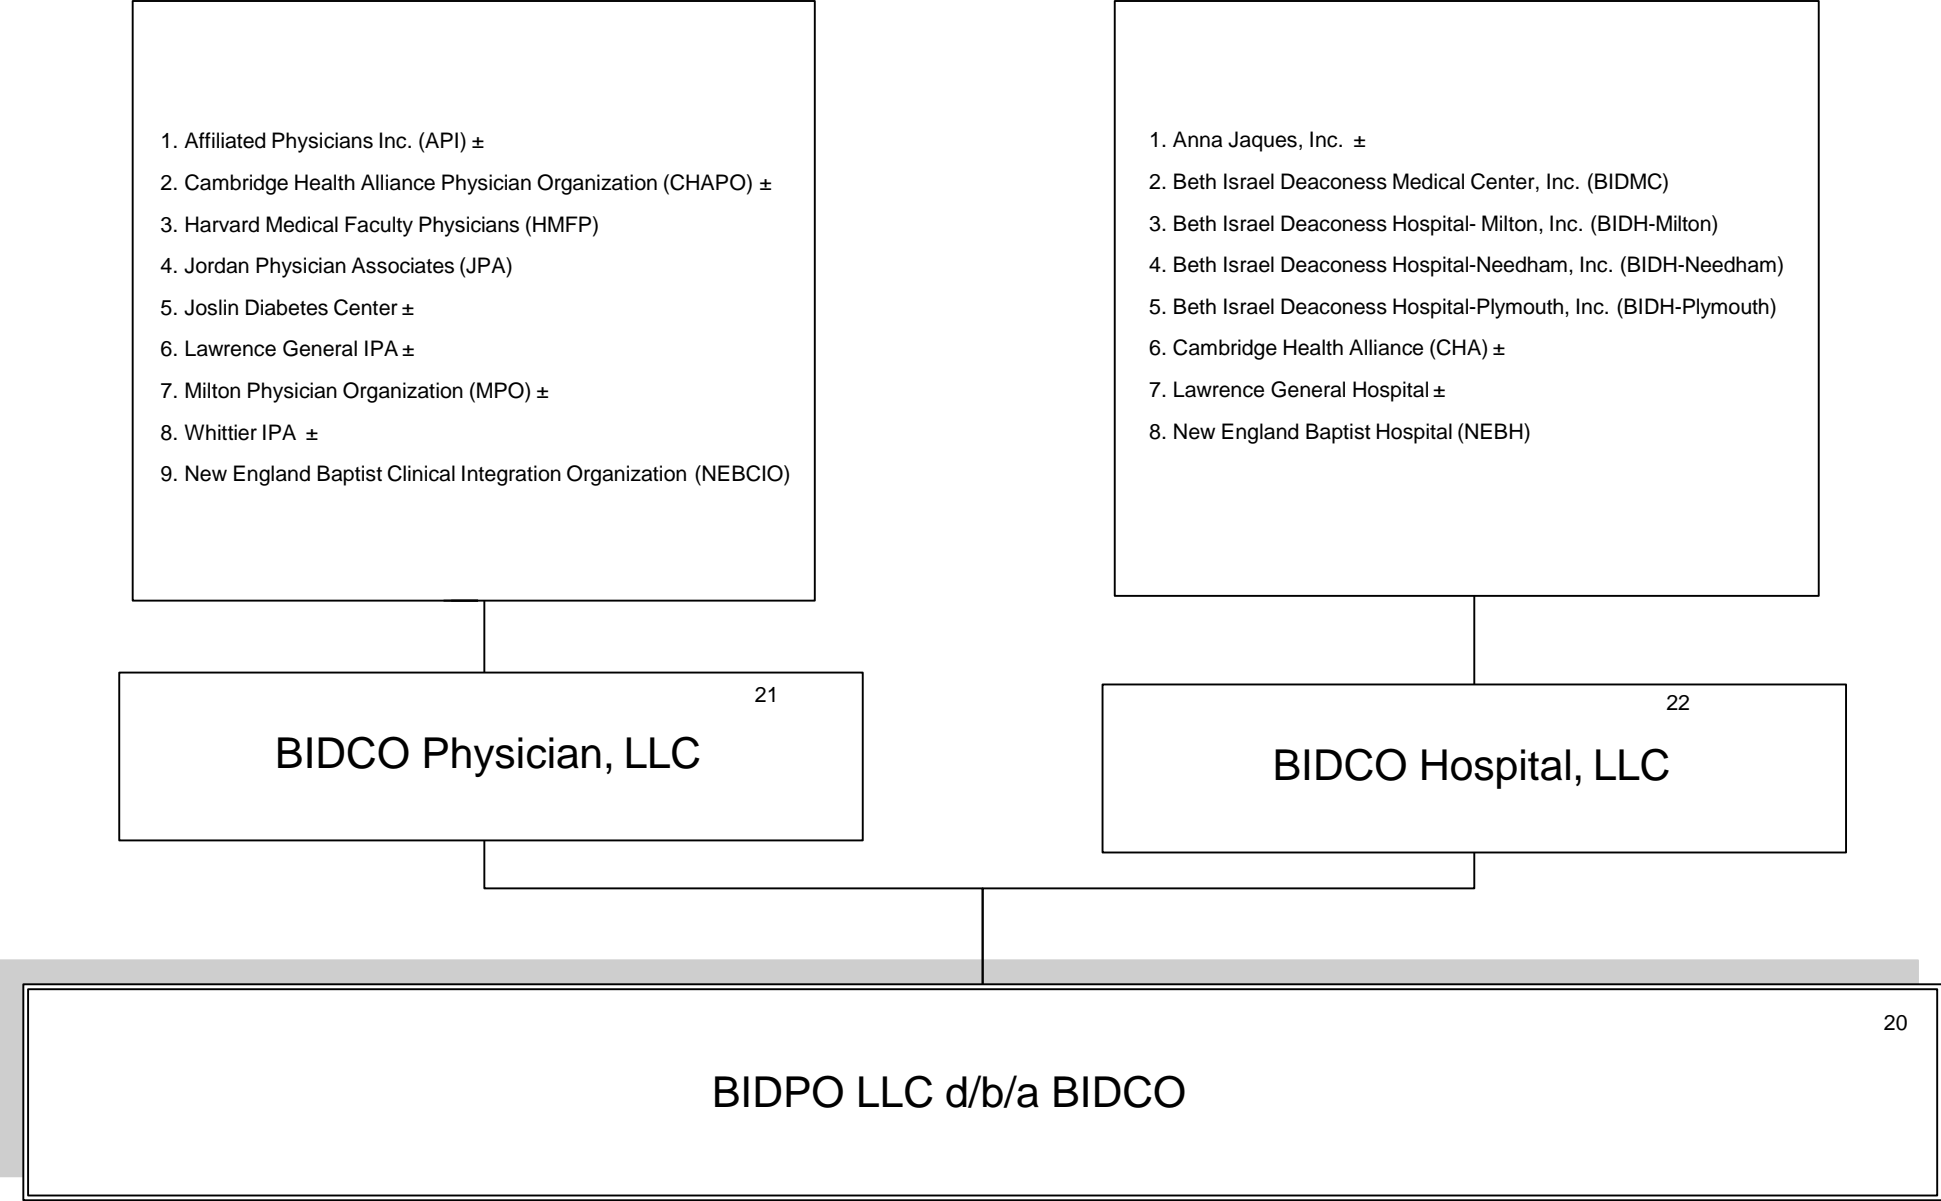 1. Affiliated Physicians Inc. (API) ±
2. Cambridge Health Alliance Physician Organization (CHAPO) ±
3. Harvard Medical Faculty Physicians (HMFP)
4. Jordan Physician Associates (JPA)
5. Joslin Diabetes Center ±
6. Lawrence General IPA ±
7. Milton Physician Organization (MPO) ±
8. Whittier IPA ±
9. New England Baptist Clinical Integration Organization (NEBCIO)
1. Anna Jaques, Inc. ±
2. Beth Israel Deaconess Medical Center, Inc. (BIDMC)
3. Beth Israel Deaconess Hospital- Milton, Inc. (BIDH-Milton)
4. Beth Israel Deaconess Hospital-Needham, Inc. (BIDH-Needham)
5. Beth Israel Deaconess Hospital-Plymouth, Inc. (BIDH-Plymouth)
6. Cambridge Health Alliance (CHA) ±
7. Lawrence General Hospital ±
8. New England Baptist Hospital (NEBH)
21
BIDCO Physician, LLC
22
BIDCO Hospital, LLC
20
BIDPO LLC d/b/a BIDCO